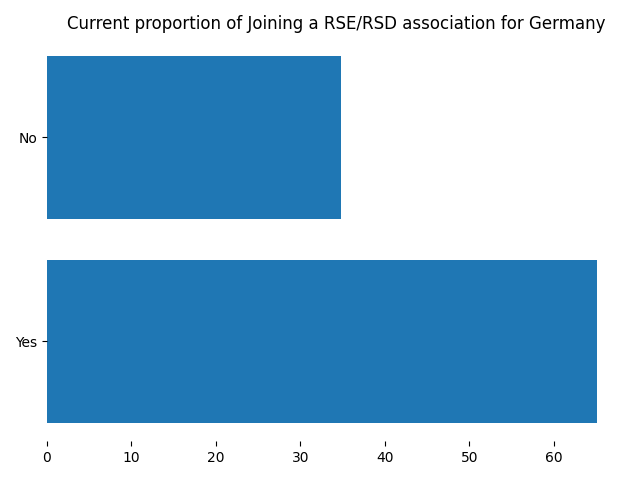 Current proportion of Joining a RSE/RSD association for Germany
No
Yes
0 10 20 30 40 50 60